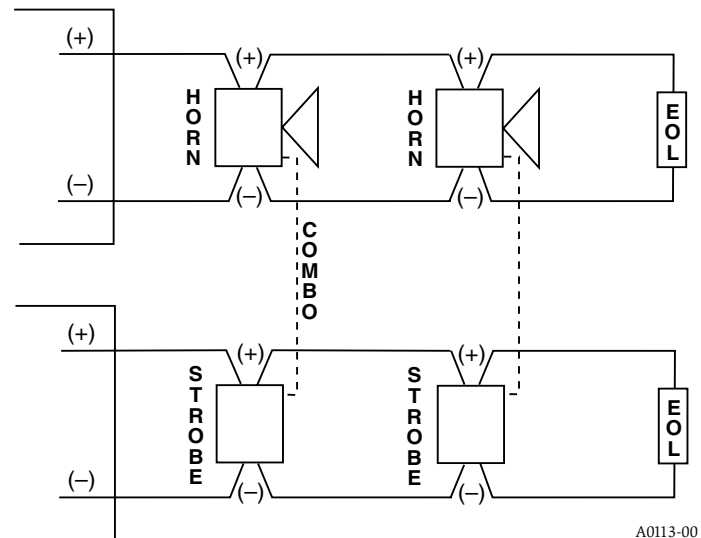 (+)
(+)
(+)
HORN
HORN
EOL
(–)
(–)
(–)
COMBO
(+)
(+)
(+)
STROBE
STROBE
EOL
(–)
(–)
(–)
A0113-00